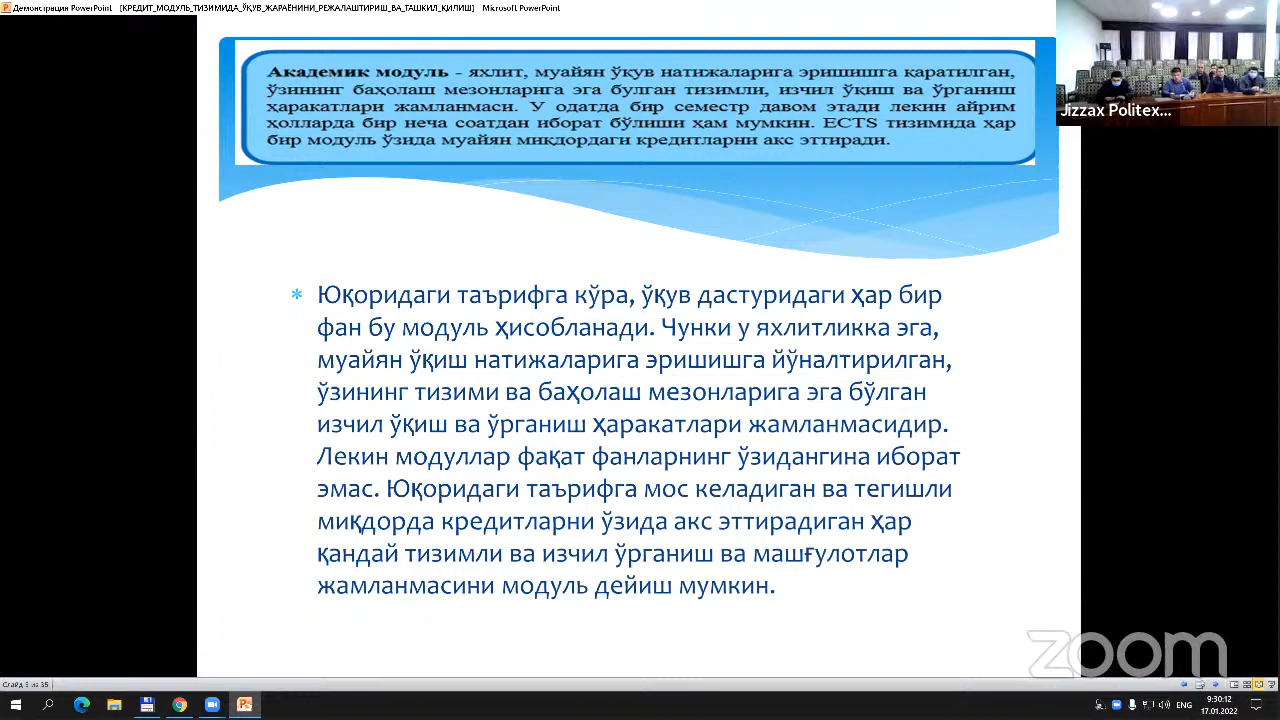 Демонстрация PowerPoint [КРЕДИТ_МОДУЛЬ_ТИЗИМИДА_ЎҚУВ_ЖАРАЁНИНИ_РЕЖАЛАШТИРИШ_ВА_ТАШКИЛ_ҚИЛИШ] Microsoft PowerPoint
Академик модуль - яхлит, муайян ўқув натижаларига эришишга қаратилган,
ўзининг баҳолаш мезонларига эга булган тизимли, изчил ўқиш ва ўрганиш
ҳаракатлари жамланмаси. У одатда бир семестр давом этади лекин айрим
ҳолларда бир неча соатдан иборат бўлиши ҳам мумкин. ECTS тизимида ҳар
бир модуль ўзида муайян миқдордаги кредитларни акс эттиради.
Jizzax Politex...
Юқоридаги таърифга кўра, ўқув дастуридаги ҳар бир
фан бу модуль ҳисобланади. Чунки у яхлитликка эга,
муайян ўқиш натижаларига эришишга йўналтирилган,
ўзининг тизими ва баҳолаш мезонларига эга бўлган
изчил ўқиш ва ўрганиш ҳаракатлари жамланмасидир.
Лекин модуллар фақат фанларнинг ўзидангина иборат
эмас. Юқоридаги таърифга мос келадиган ва тегишли
миқдорда кредитларни ўзида акс эттирадиган ҳар
қандай тизимли ва изчил ўрганиш ва машғулотлар
жамланмасини модуль дейиш мумкин.
zoom
Слайд 5 из 35
ENG
9:30:12
17.01.2022